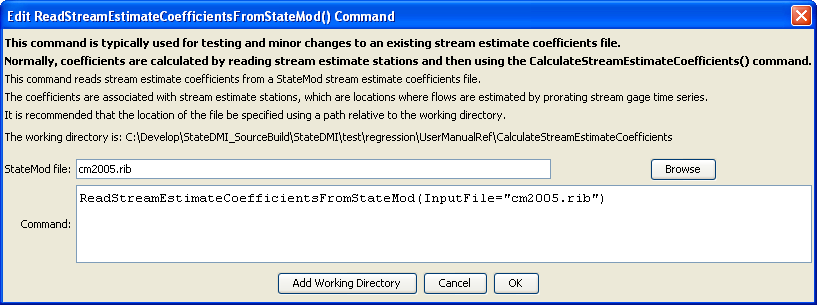 Edit ReadStreamEstimateCoefficientsFromStateMod() Command
This command is typically used for testing and minor changes to an existing stream estimate coefficients file.
Normally, coefficients are calculated by reading stream estimate stations and then using the CalculateStreamEstimateCoefficients() command.
This command reads stream estimate coefficients from a StateMod stream estimate coefficients file.
The coefficients are associated with stream estimate stations, which are locations where flows are estimated by prorating stream gage time series.
It is recommended that the location of the file be specified using a path relative to the working directory.
The working directory is: C:\Develop\StateDMI_SourceBuild\StateDMI\test\regression\UserManualRef\CalculateStreamEstimateCoefficients
StateMod file: cm2005.rib Browse
ReadStreamEstimateCoefficientsFromStateMod(InputFile="cm2005.rib")
Command:
Add Working Directory Cancel OK